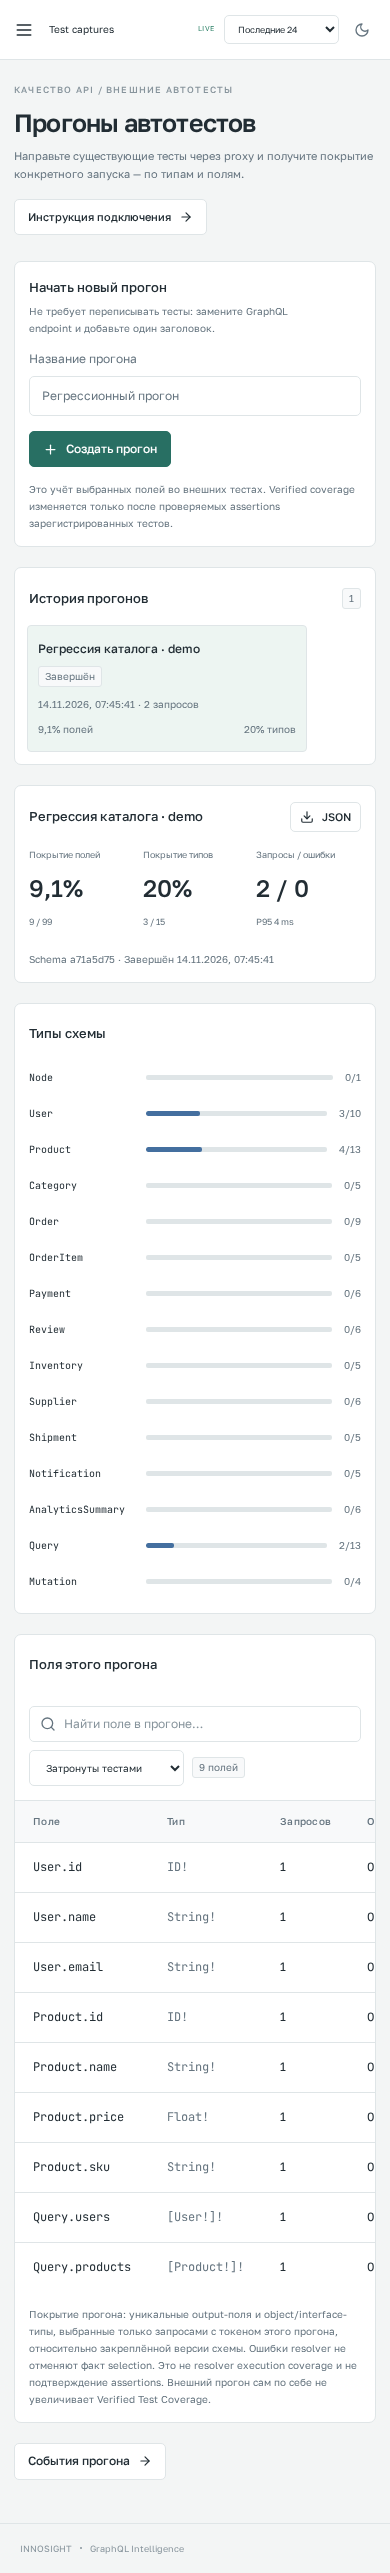 Test captures
LIVE
Последние 24
КАЧЕСТВО API / ВНЕШНИЕ АВТОТЕСТЫ
Прогоны автотестов
Направьте существующие тесты через proxy и получите покрытие
конкретного запуска — по типам и полям.
Инструкция подключения
Начать новый прогон
Не требует переписывать тесты: замените GraphQL
endpoint и добавьте один заголовок.
Название прогона
Регрессионный прогон
Создать прогон
Это учёт выбранных полей во внешних тестах. Verified coverage
изменяется только после проверяемых assertions
зарегистрированных тестов.
История прогонов 1
Регрессия каталога · demo
Завершён
14.11.2026, 07:45:41 · 2 запросов
9,1% полей 20% типов
Регрессия каталога · demo JSON
Покрытие полей Покрытие типов Запросы / ошибки
9,1% 20% 2 / 0
9 / 99 3 / 15 P95 4 ms
Schema a71a5d75 · Завершён 14.11.2026, 07:45:41
Типы схемы
Node 0/1
User 3/10
Product 4/13
Category 0/5
Order 0/9
OrderItem 0/5
Payment 0/6
Review 0/6
Inventory 0/5
Supplier 0/6
Shipment 0/5
Notification 0/5
AnalyticsSummary 0/6
Query 2/13
Mutation 0/4
Поля этого прогона
Найти поле в прогоне...
Затронуты тестами 9 полей
Поле Тип Запросов О
User.id ID! 1 0
User.name String! 1 0
User.email String! 1 0
Product.id ID! 1 0
Product.name String! 1 0
Product.price Float! 1 0
Product.sku String! 1 0
Query.users [User!]! 1 0
Query.products [Product!]! 1 0
Покрытие прогона: уникальные output-поля и object/interface-
типы, выбранные только запросами с токеном этого прогона,
относительно закреплённой версии схемы. Ошибки resolver не
отменяют факт selection. Это не resolver execution coverage и не
подтверждение assertions. Внешний прогон сам по себе не
увеличивает Verified Test Coverage.
События прогона
INNOSIGHT • GraphQL Intelligence